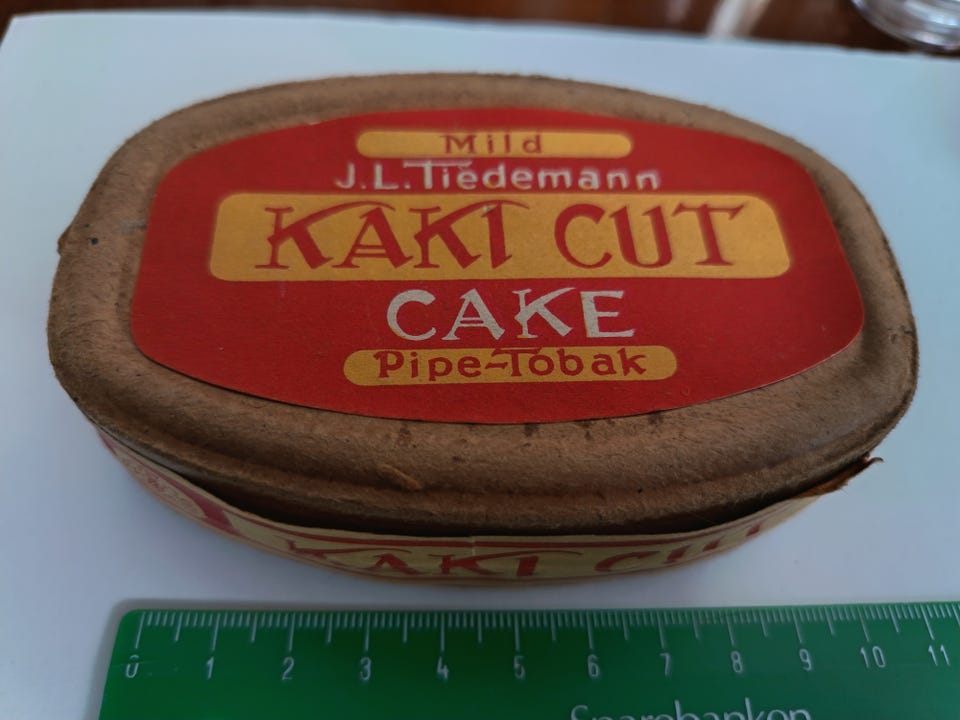 Mild
J.L.Tiedemann
KAKI CUT
CAKE
Pipe-Tobak
KAKI CUT
0 1 2 3 4 5 6 7 8 9 10 11
Sparebanken